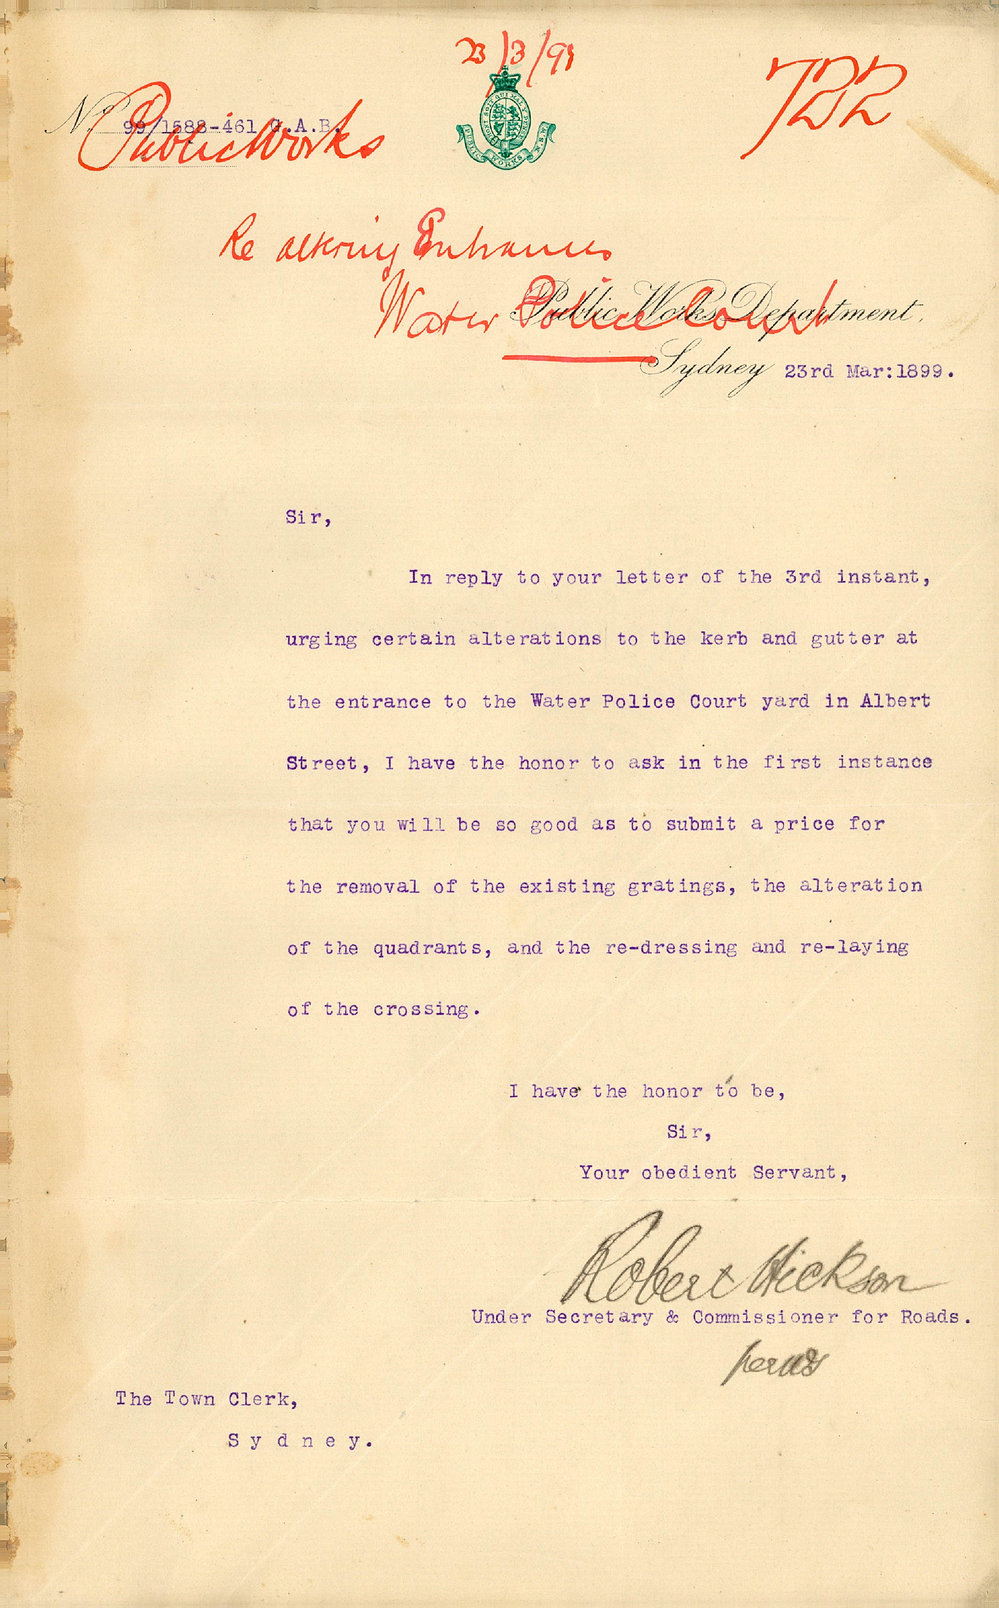 23/3/99
722
No. 99/1583-461 G.A.B.
Public Works
PUBLIC WORKS N.S.W.
Re altering Entrances
Water Police Court
Public Works Department,
Sydney 23rd Mar:1899.
Sir,
In reply to your letter of the 3rd instant,
urging certain alterations to the kerb and gutter at
the entrance to the Water Police Court yard in Albert
Street, I have the honor to ask in the first instance
that you will be so good as to submit a price for
the removal of the existing gratings, the alteration
of the quadrants, and the re-dressing and re-laying
of the crossing.
I have the honor to be,
Sir,
Your obedient Servant,
Robert Hickson
Under Secretary & Commissioner for Roads.
The Town Clerk,
Sydney.